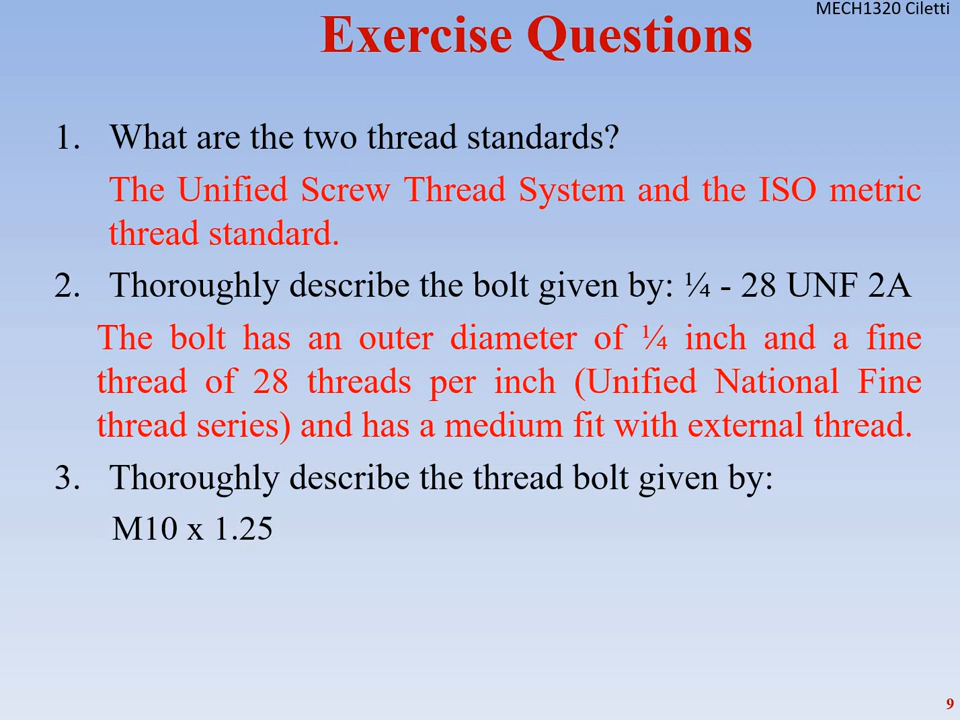 MECH1320 Ciletti
Exercise Questions
1. What are the two thread standards?
The Unified Screw Thread System and the ISO metric
thread standard.
2. Thoroughly describe the bolt given by: ¼ - 28 UNF 2A
The bolt has an outer diameter of ¼ inch and a fine
thread of 28 threads per inch (Unified National Fine
thread series) and has a medium fit with external thread.
3. Thoroughly describe the thread bolt given by:
M10 x 1.25
9